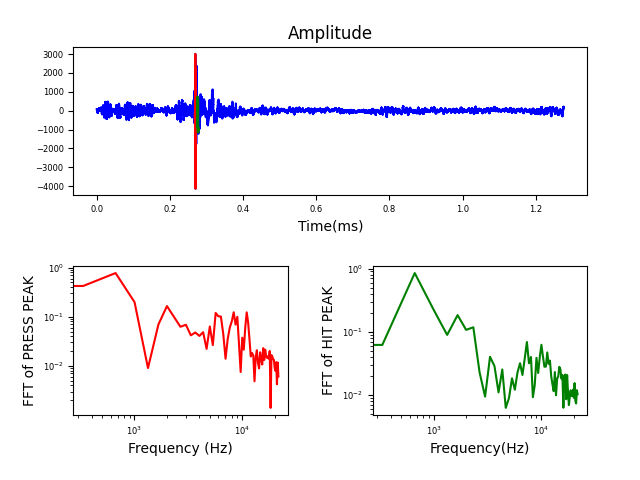 Amplitude
3000
2000
1000
0
−1000
−2000
−3000
−4000
0.0 0.2 0.4 0.6 0.8 1.0 1.2
Time(ms)
FFT of PRESS PEAK
10⁰
10⁻¹
10⁻²
10³ 10⁴
Frequency (Hz)
FFT of HIT PEAK
10⁰
10⁻¹
10⁻²
10³ 10⁴
Frequency(Hz)